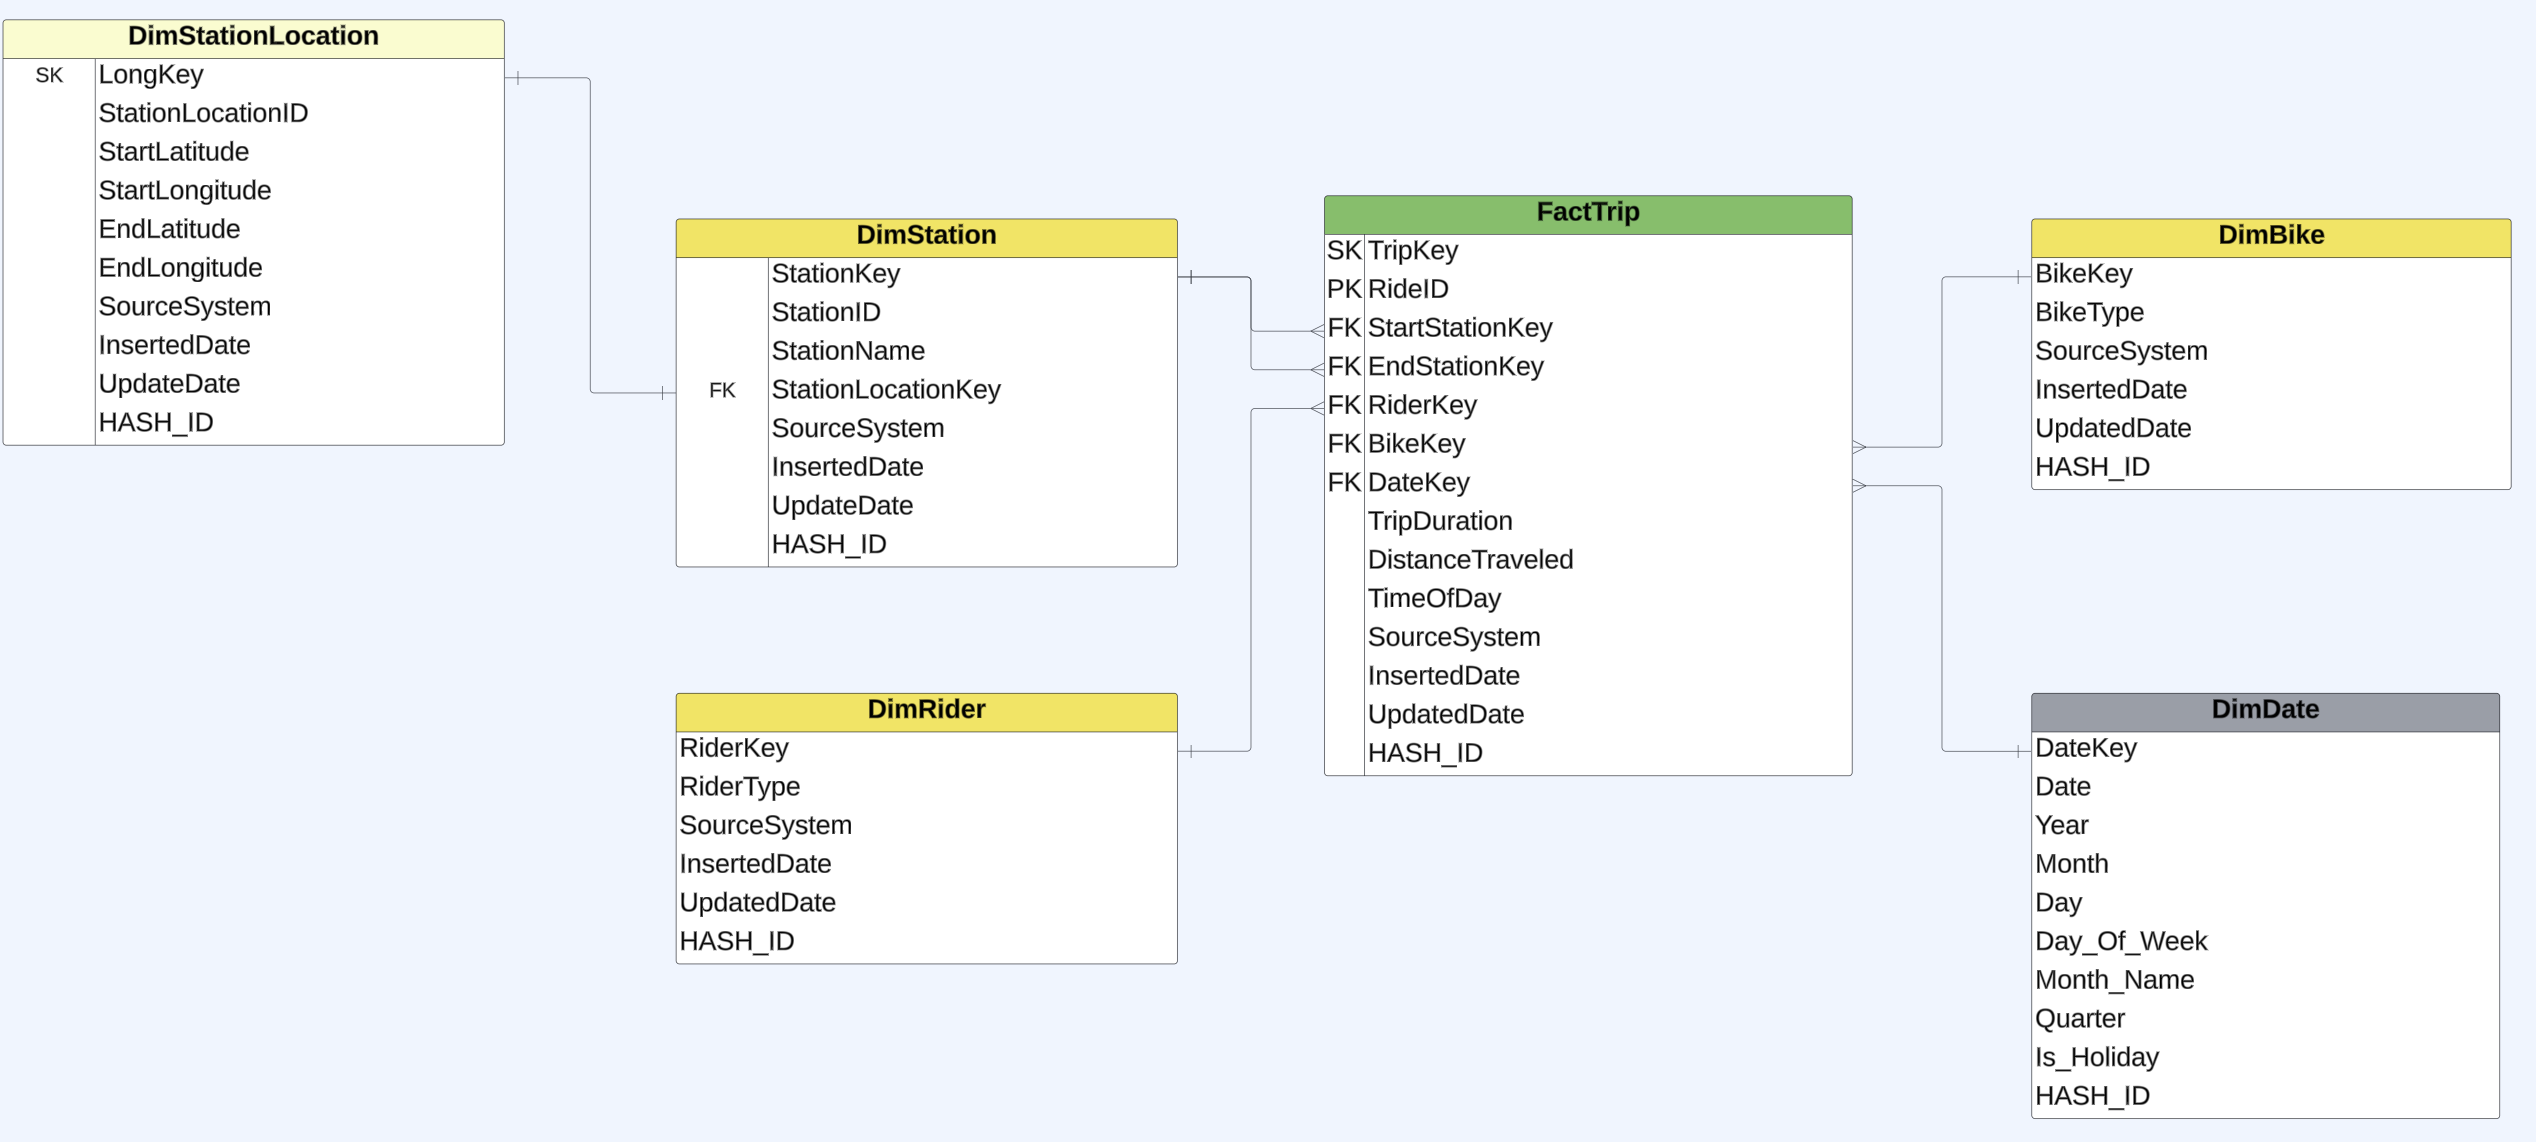 DimStationLocation
SK LongKey
StationLocationID
StartLatitude
StartLongitude
EndLatitude
EndLongitude
SourceSystem
InsertedDate
UpdateDate
HASH_ID
DimStation
StationKey
StationID
StationName
FK StationLocationKey
SourceSystem
InsertedDate
UpdateDate
HASH_ID
DimRider
RiderKey
RiderType
SourceSystem
InsertedDate
UpdatedDate
HASH_ID
FactTrip
SK TripKey
PK RideID
FK StartStationKey
FK EndStationKey
FK RiderKey
FK BikeKey
FK DateKey
TripDuration
DistanceTraveled
TimeOfDay
SourceSystem
InsertedDate
UpdatedDate
HASH_ID
DimBike
BikeKey
BikeType
SourceSystem
InsertedDate
UpdatedDate
HASH_ID
DimDate
DateKey
Date
Year
Month
Day
Day_Of_Week
Month_Name
Quarter
Is_Holiday
HASH_ID